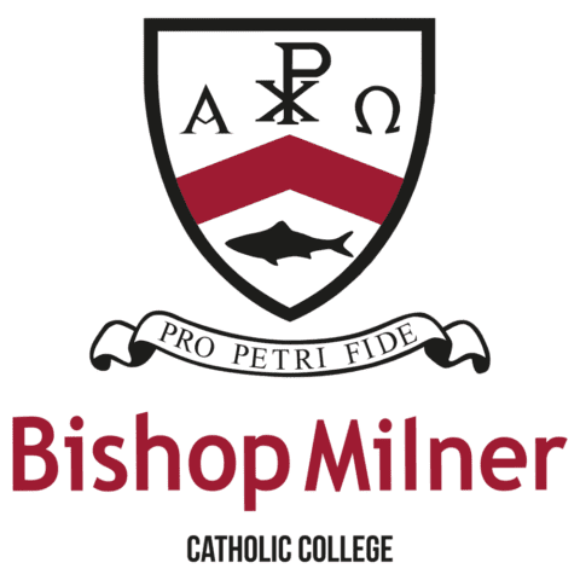 Α ☧ Ω
PRO PETRI FIDE
Bishop Milner
CATHOLIC COLLEGE